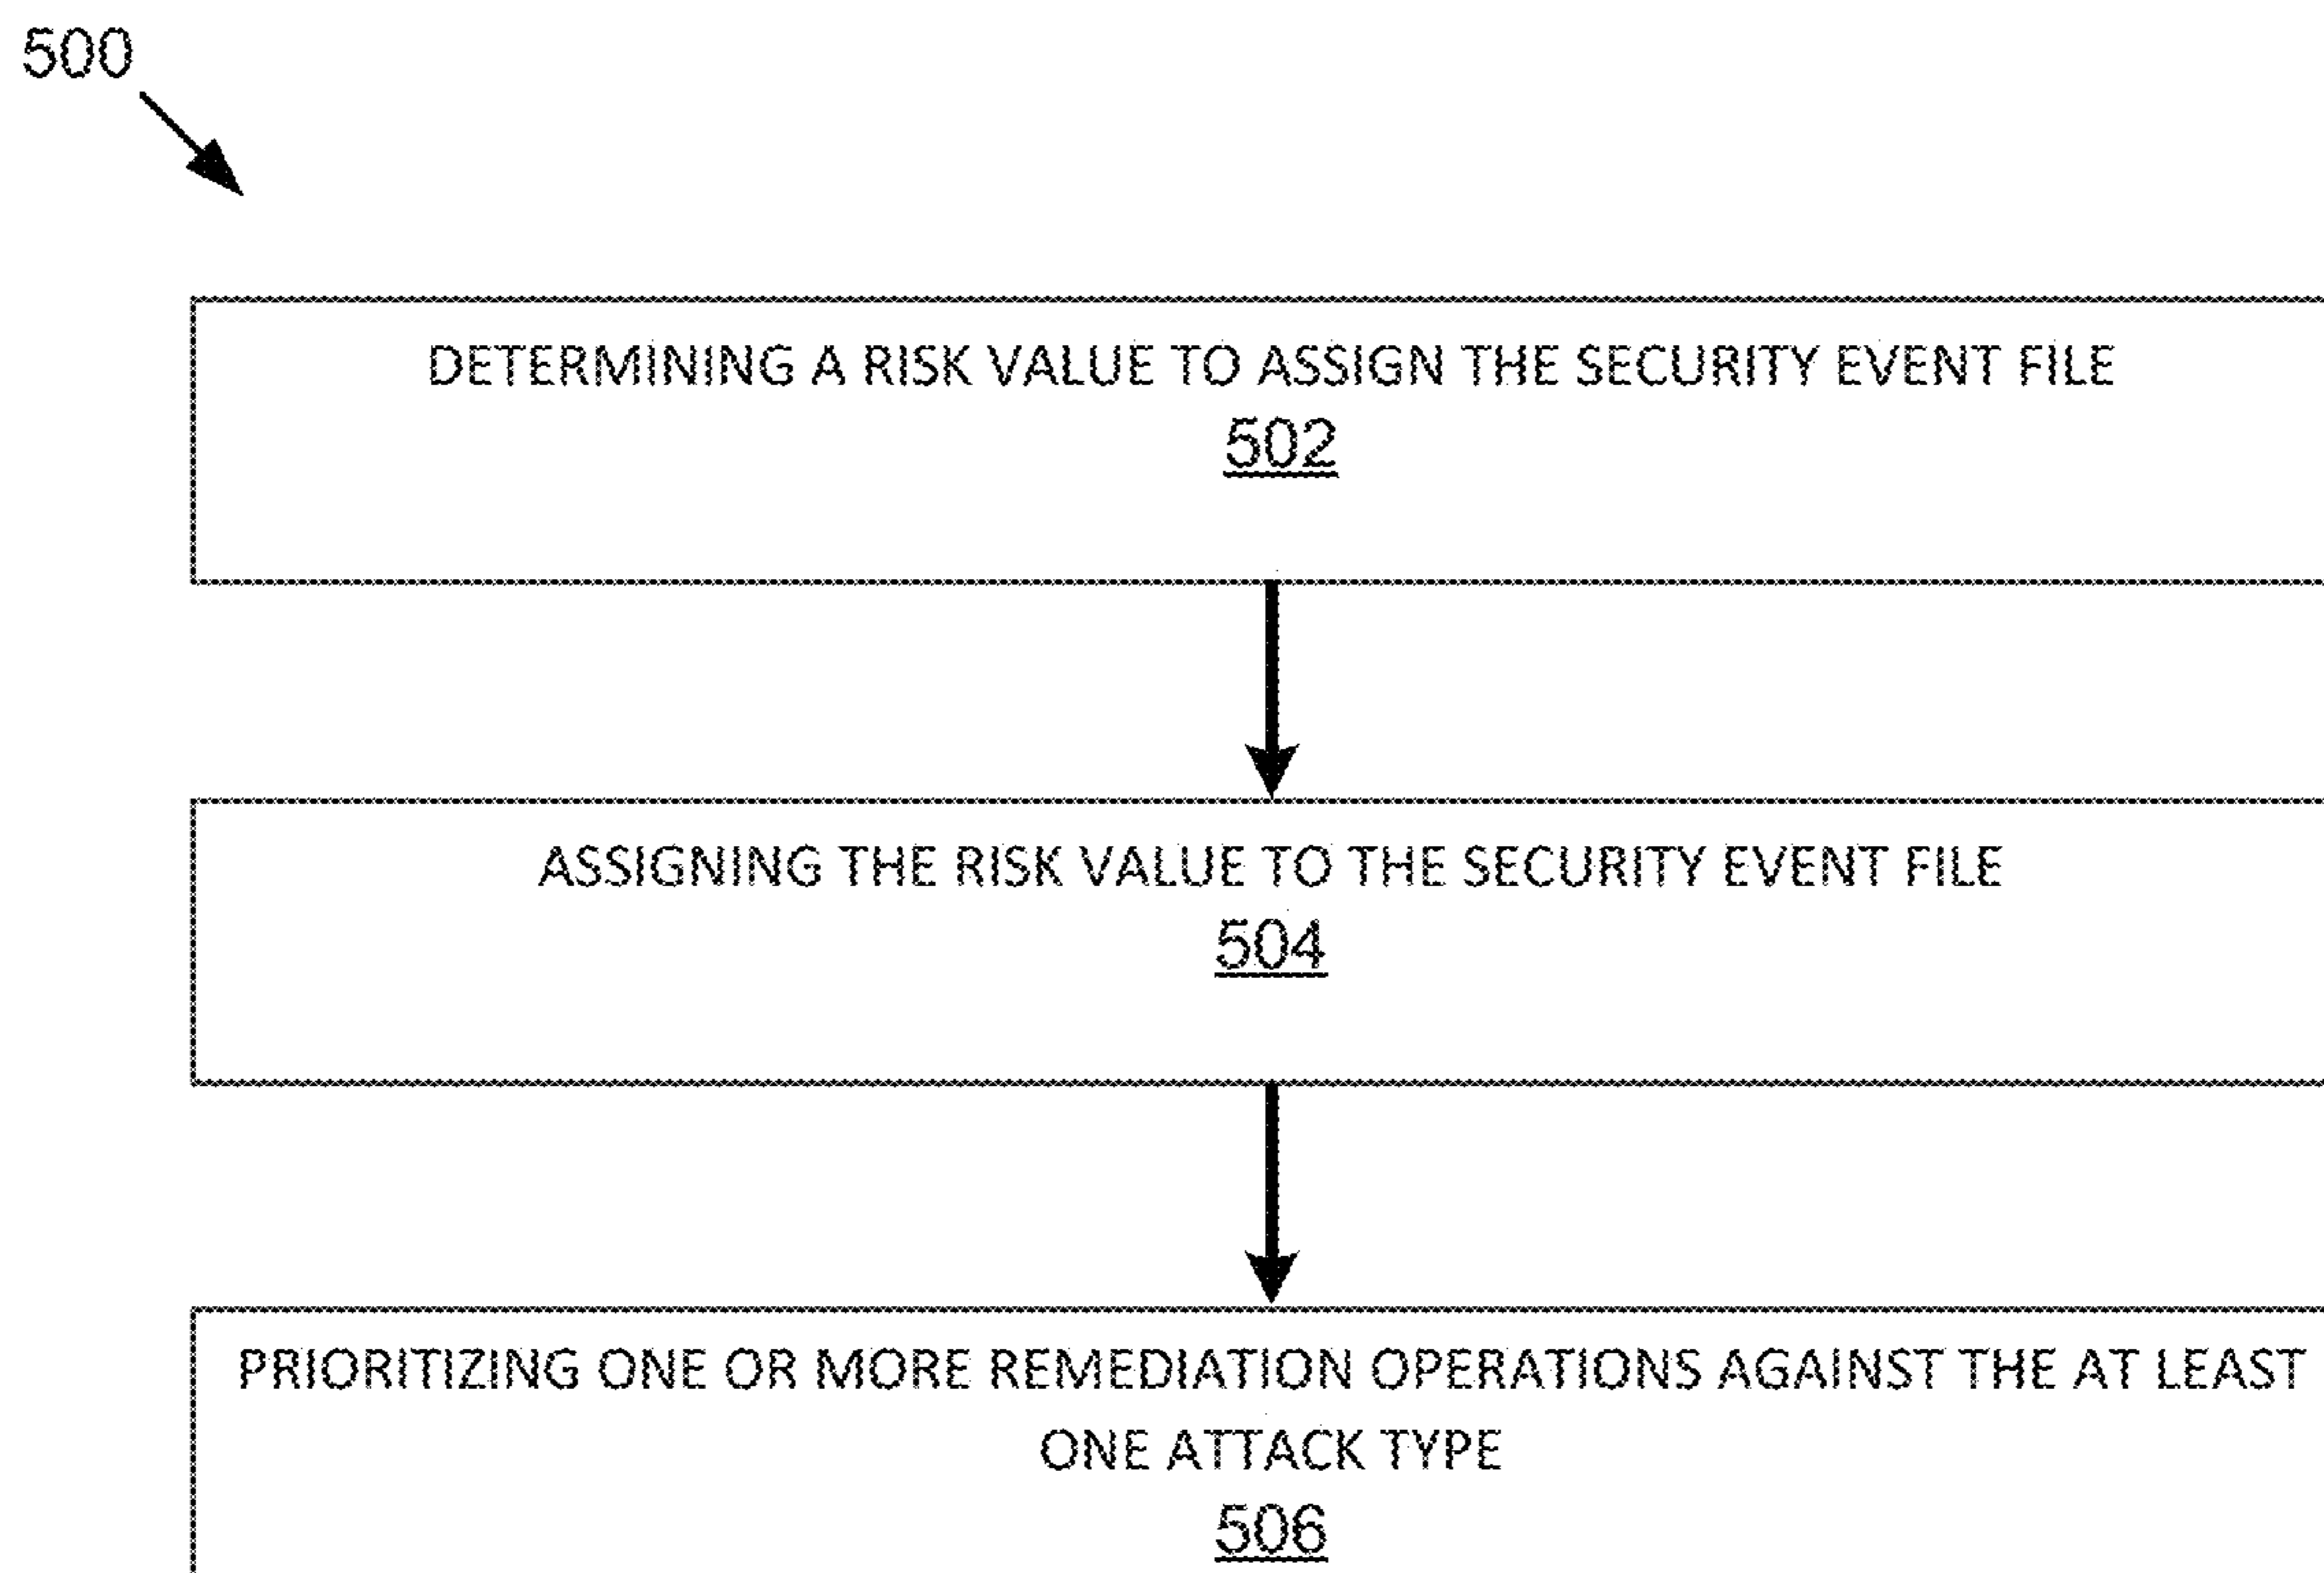 500
DETERMINING A RISK VALUE TO ASSIGN THE SECURITY EVENT FILE
502
ASSIGNING THE RISK VALUE TO THE SECURITY EVENT FILE
504
PRIORITIZING ONE OR MORE REMEDIATION OPERATIONS AGAINST THE AT LEAST
ONE ATTACK TYPE
506